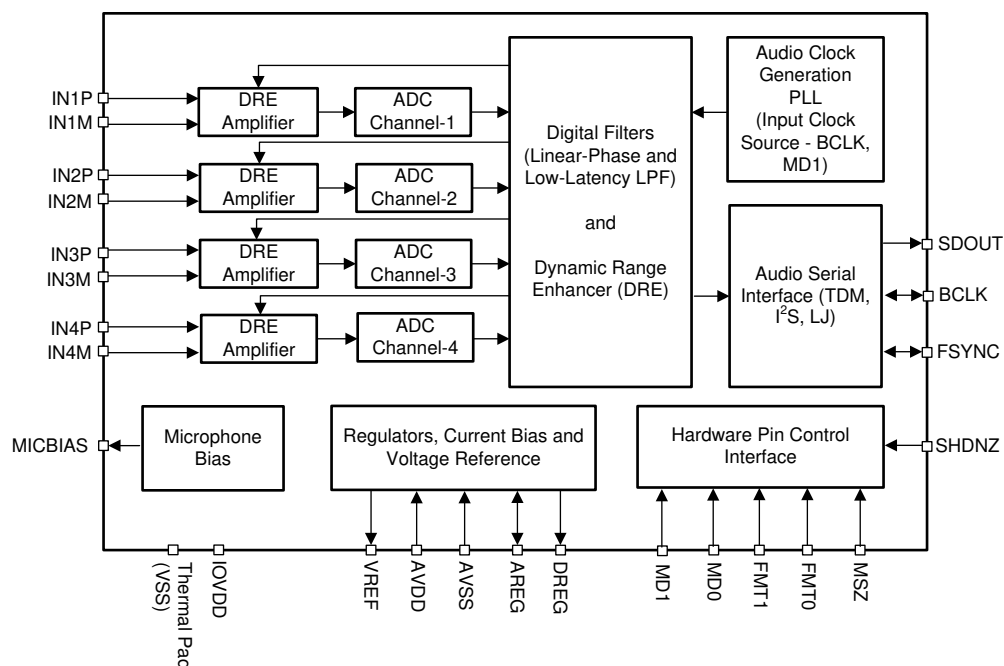 IN1P
IN1M
IN2P
IN2M
IN3P
IN3M
IN4P
IN4M
MICBIAS
DRE
Amplifier
ADC
Channel-1
DRE
Amplifier
ADC
Channel-2
DRE
Amplifier
ADC
Channel-3
DRE
Amplifier
ADC
Channel-4
Digital Filters
(Linear-Phase and
Low-Latency LPF)
and
Dynamic Range
Enhancer (DRE)
Audio Clock
Generation
PLL
(Input Clock
Source - BCLK,
MD1)
Audio Serial
Interface (TDM,
I²S, LJ)
SDOUT
BCLK
FSYNC
SHDNZ
Microphone
Bias
Regulators, Current Bias and
Voltage Reference
Hardware Pin Control
Interface
Thermal Pad
(VSS)
IOVDD
VREF
AVDD
AVSS
AREG
DREG
MD1
MD0
FMT1
FMT0
MSZ